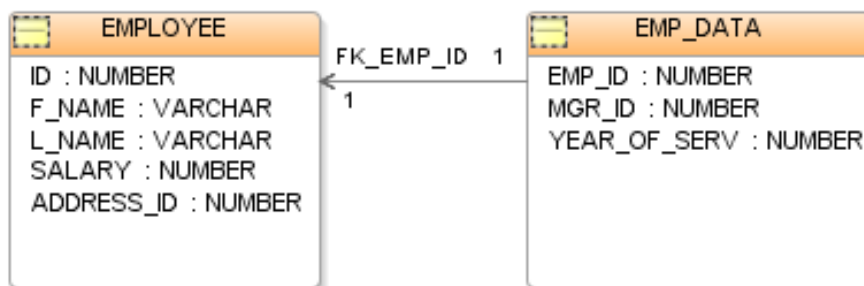 EMPLOYEE
ID : NUMBER
F_NAME : VARCHAR
L_NAME : VARCHAR
SALARY : NUMBER
ADDRESS_ID : NUMBER
FK_EMP_ID 1
1
EMP_DATA
EMP_ID : NUMBER
MGR_ID : NUMBER
YEAR_OF_SERV : NUMBER